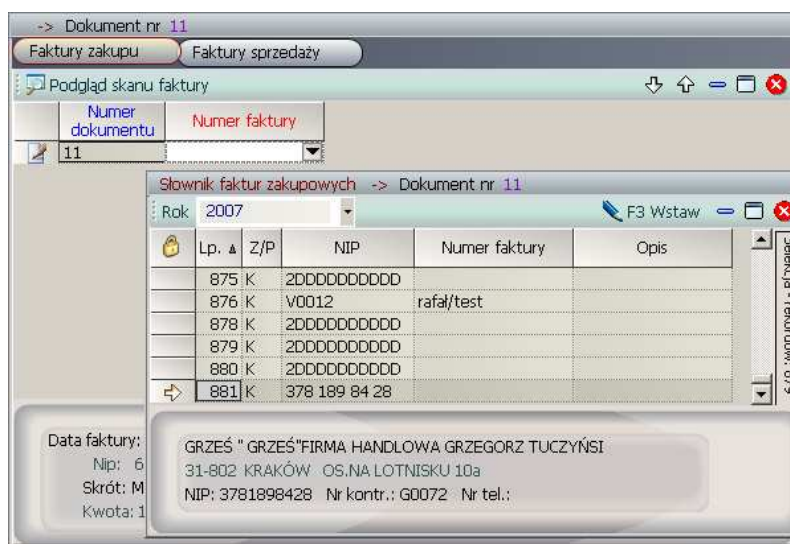 -> Dokument nr 11
Faktury zakupu Faktury sprzedaży
Podgląd skanu faktury
Numer dokumentu Numer faktury
11
Słownik faktur zakupowych -> Dokument nr 11
Rok 2007 F3 Wstaw
Lp. Z/P NIP Numer faktury Opis
875 K 2DDDDDDDDDD
876 K V0012 rafał/test
878 K 2DDDDDDDDDD
879 K 2DDDDDDDDDD
880 K 2DDDDDDDDDD
881 K 378 189 84 28
Selekcja - rekordów: 879
Data faktury:
Nip: 6
Skrót: M
Kwota: 1
GRZEŚ " GRZEŚ"FIRMA HANDLOWA GRZEGORZ TUCZYŃSI
31-802 KRAKÓW OS.NA LOTNISKU 10a
NIP: 3781898428 Nr kontr.: G0072 Nr tel.: